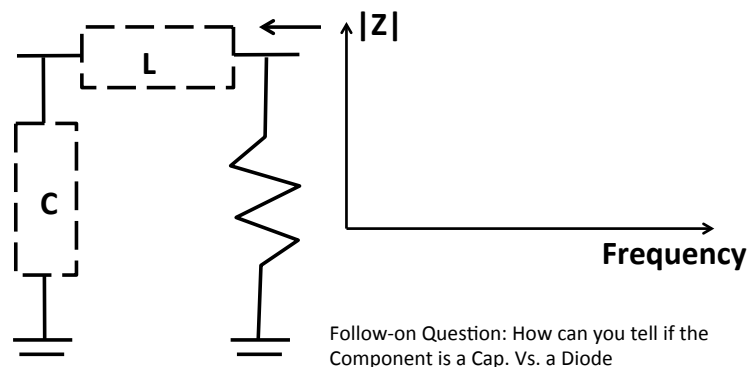 |Z|
L
C
Frequency
Follow-on Question: How can you tell if the
Component is a Cap. Vs. a Diode